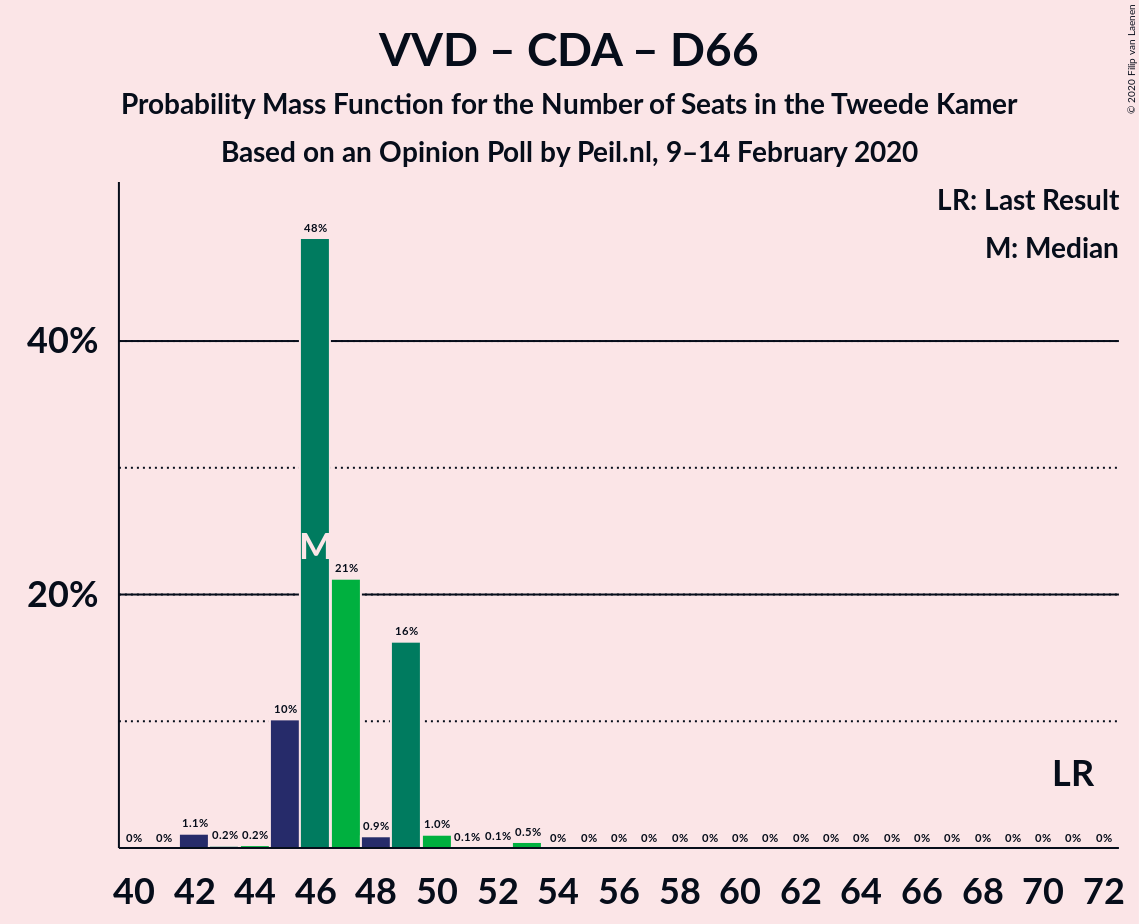 VVD – CDA – D66
Probability Mass Function for the Number of Seats in the Tweede Kamer
Based on an Opinion Poll by Peil.nl, 9–14 February 2020
© 2020 Filip van Laenen
LR: Last Result
M: Median
40%
20%
0% 0% 1.1% 0.2% 0.2% 10% 48% 21% 0.9% 16% 1.0% 0.1% 0.1% 0.5% 0% 0% 0% 0% 0% 0% 0% 0% 0% 0% 0% 0% 0% 0% 0% 0% 0% 0% 0%
M
LR
40 42 44 46 48 50 52 54 56 58 60 62 64 66 68 70 72